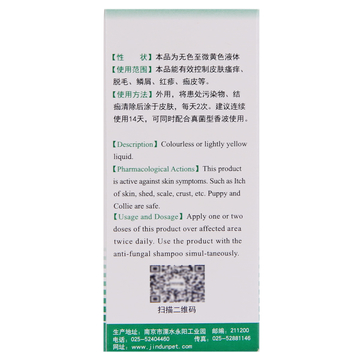 【性　状】本品为无色至微黄色液体
【使用范围】本品能有效控制皮肤瘙痒、
脱毛、鳞屑、红疹、痂皮等。
【使用方法】外用，将患处污染物、结
痂清除后涂于皮肤，每天2次。建议连续
使用14天，可同时配合真菌型香波使用。
【Description】Colourless or lightly yellow
liquid.
【Pharmacological Actions】This product
is active against skin symptoms. Such as Itch
of skin, shed, scale, crust, etc. Puppy and
Collie are safe.
【Usage and Dosage】Apply one or two
doses of this product over affected area
twice daily. Use the product with the
anti-fungal shampoo simul-taneously.
扫描二维码
生产地址：南京市溧水永阳工业园 邮编：211200
电话：025-52404460 传真：025-52881146
网址：www.jindunpet.com